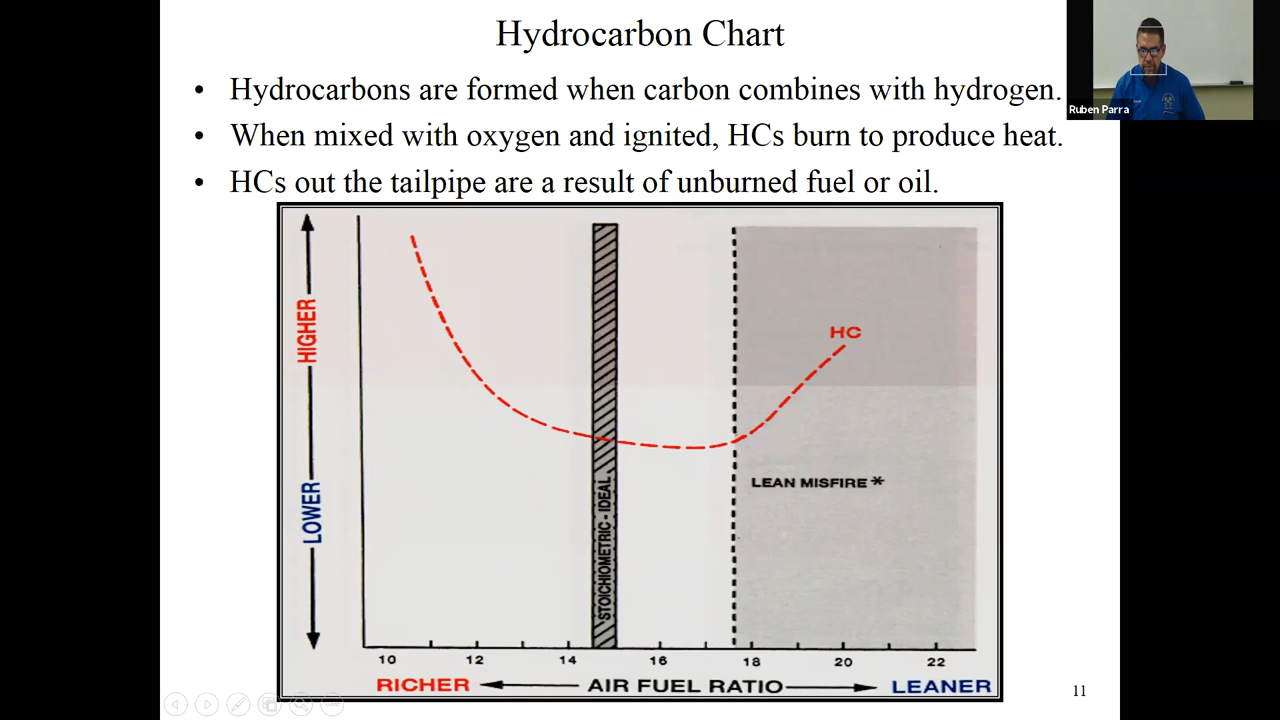 Hydrocarbon Chart
• Hydrocarbons are formed when carbon combines with hydrogen.
• When mixed with oxygen and ignited, HCs burn to produce heat.
• HCs out the tailpipe are a result of unburned fuel or oil.
Ruben Parra
HIGHER
LOWER
STOICHIOMETRIC - IDEAL
HC
LEAN MISFIRE *
10 12 14 16 18 20 22
RICHER AIR FUEL RATIO LEANER
11